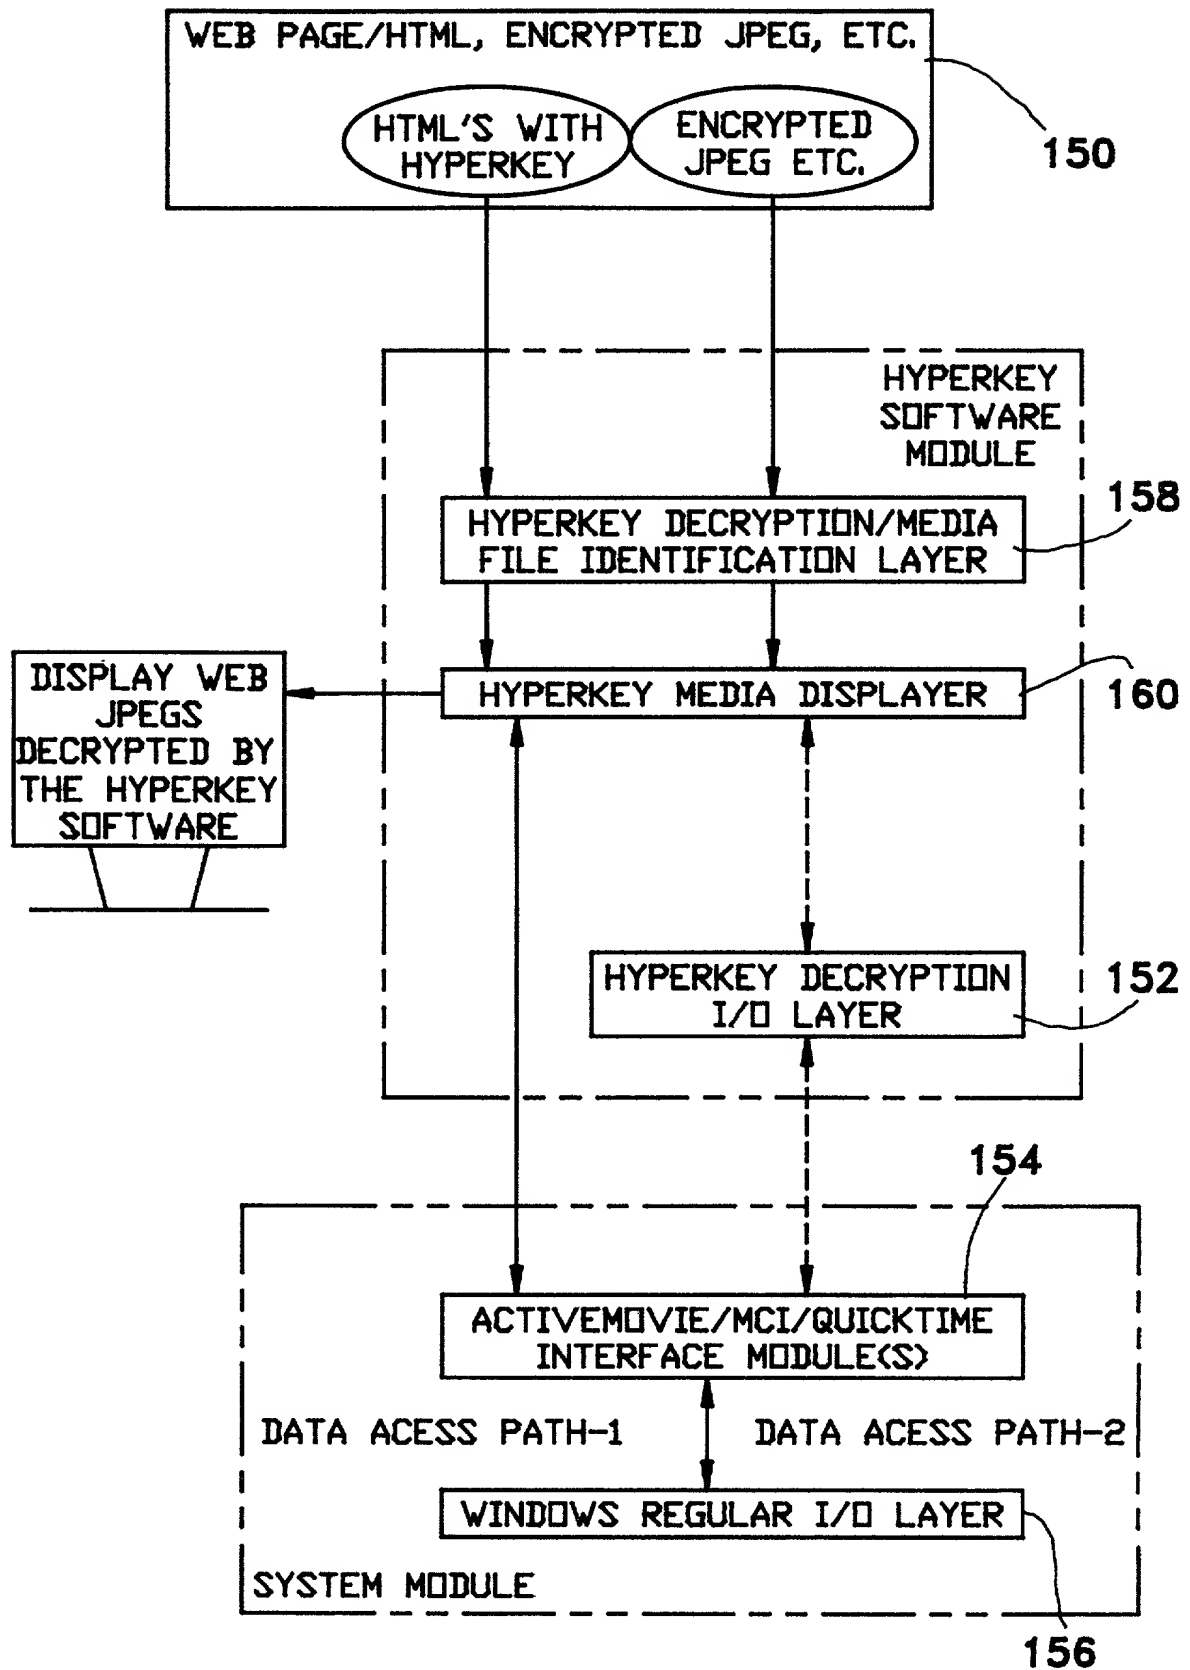 WEB PAGE/HTML, ENCRYPTED JPEG, ETC.
HTML'S WITH
HYPERKEY
ENCRYPTED
JPEG ETC.
150
HYPERKEY
SOFTWARE
MODULE
158
HYPERKEY DECRYPTION/MEDIA
FILE IDENTIFICATION LAYER
DISPLAY WEB
JPEGS
DECRYPTED BY
THE HYPERKEY
SOFTWARE
HYPERKEY MEDIA DISPLAYER
160
HYPERKEY DECRYPTION
I/O LAYER
152
154
ACTIVEMOVIE/MCI/QUICKTIME
INTERFACE MODULE(S)
DATA ACESS PATH-1
DATA ACESS PATH-2
WINDOWS REGULAR I/O LAYER
SYSTEM MODULE
156